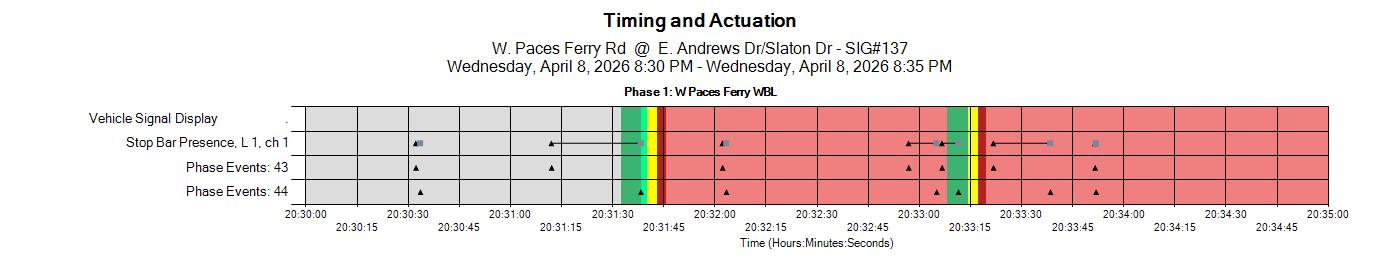 Timing and Actuation
W. Paces Ferry Rd @ E. Andrews Dr/Slaton Dr - SIG#137
Wednesday, April 8, 2026 8:30 PM - Wednesday, April 8, 2026 8:35 PM
Phase 1: W Paces Ferry WBL
Vehicle Signal Display .
Stop Bar Presence, L 1, ch 1
Phase Events: 43
Phase Events: 44
20:30:00 20:30:30 20:31:00 20:31:30 20:32:00 20:32:30 20:33:00 20:33:30 20:34:00 20:34:30 20:35:00
20:30:15 20:30:45 20:31:15 20:31:45 20:32:15 20:32:45 20:33:15 20:33:45 20:34:15 20:34:45
Time (Hours:Minutes:Seconds)